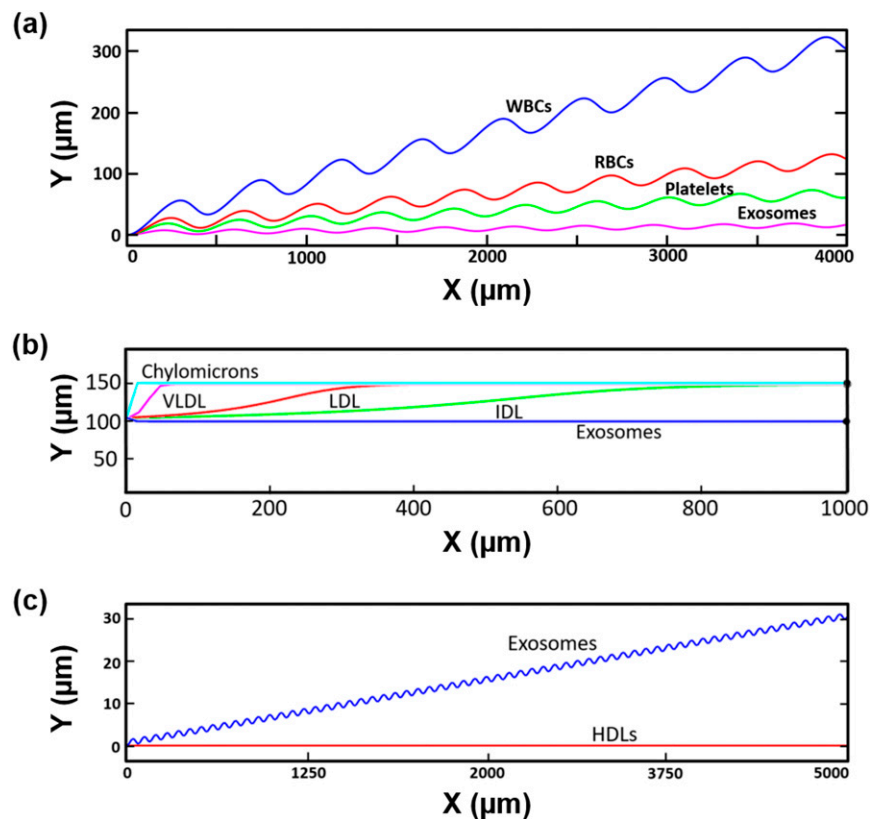 (a)
Y (µm)
300
200
100
0
WBCs
RBCs
Platelets
Exosomes
0 1000 2000 3000 4000
X (µm)
(b)
Y (µm)
150
100
50
Chylomicrons
VLDL LDL IDL
Exosomes
0 200 400 600 800 1000
X (µm)
(c)
Y (µm)
30
20
10
0
Exosomes
HDLs
0 1250 2000 3750 5000
X (µm)